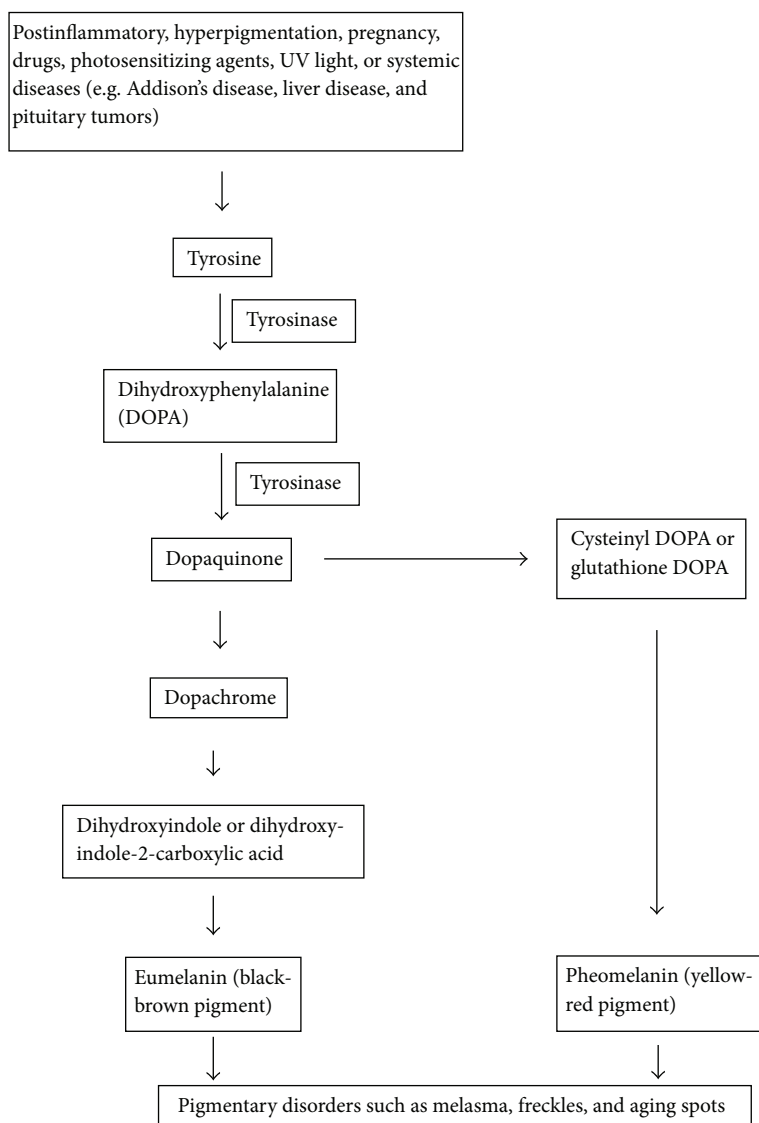 Postinflammatory, hyperpigmentation, pregnancy,
drugs, photosensitizing agents, UV light, or systemic
diseases (e.g. Addison's disease, liver disease, and
pituitary tumors)
Tyrosine
Tyrosinase
Dihydroxyphenylalanine
(DOPA)
Tyrosinase
Dopaquinone
Cysteinyl DOPA or
glutathione DOPA
Dopachrome
Dihydroxyindole or dihydroxy-
indole-2-carboxylic acid
Eumelanin (black-
brown pigment)
Pheomelanin (yellow-
red pigment)
Pigmentary disorders such as melasma, freckles, and aging spots